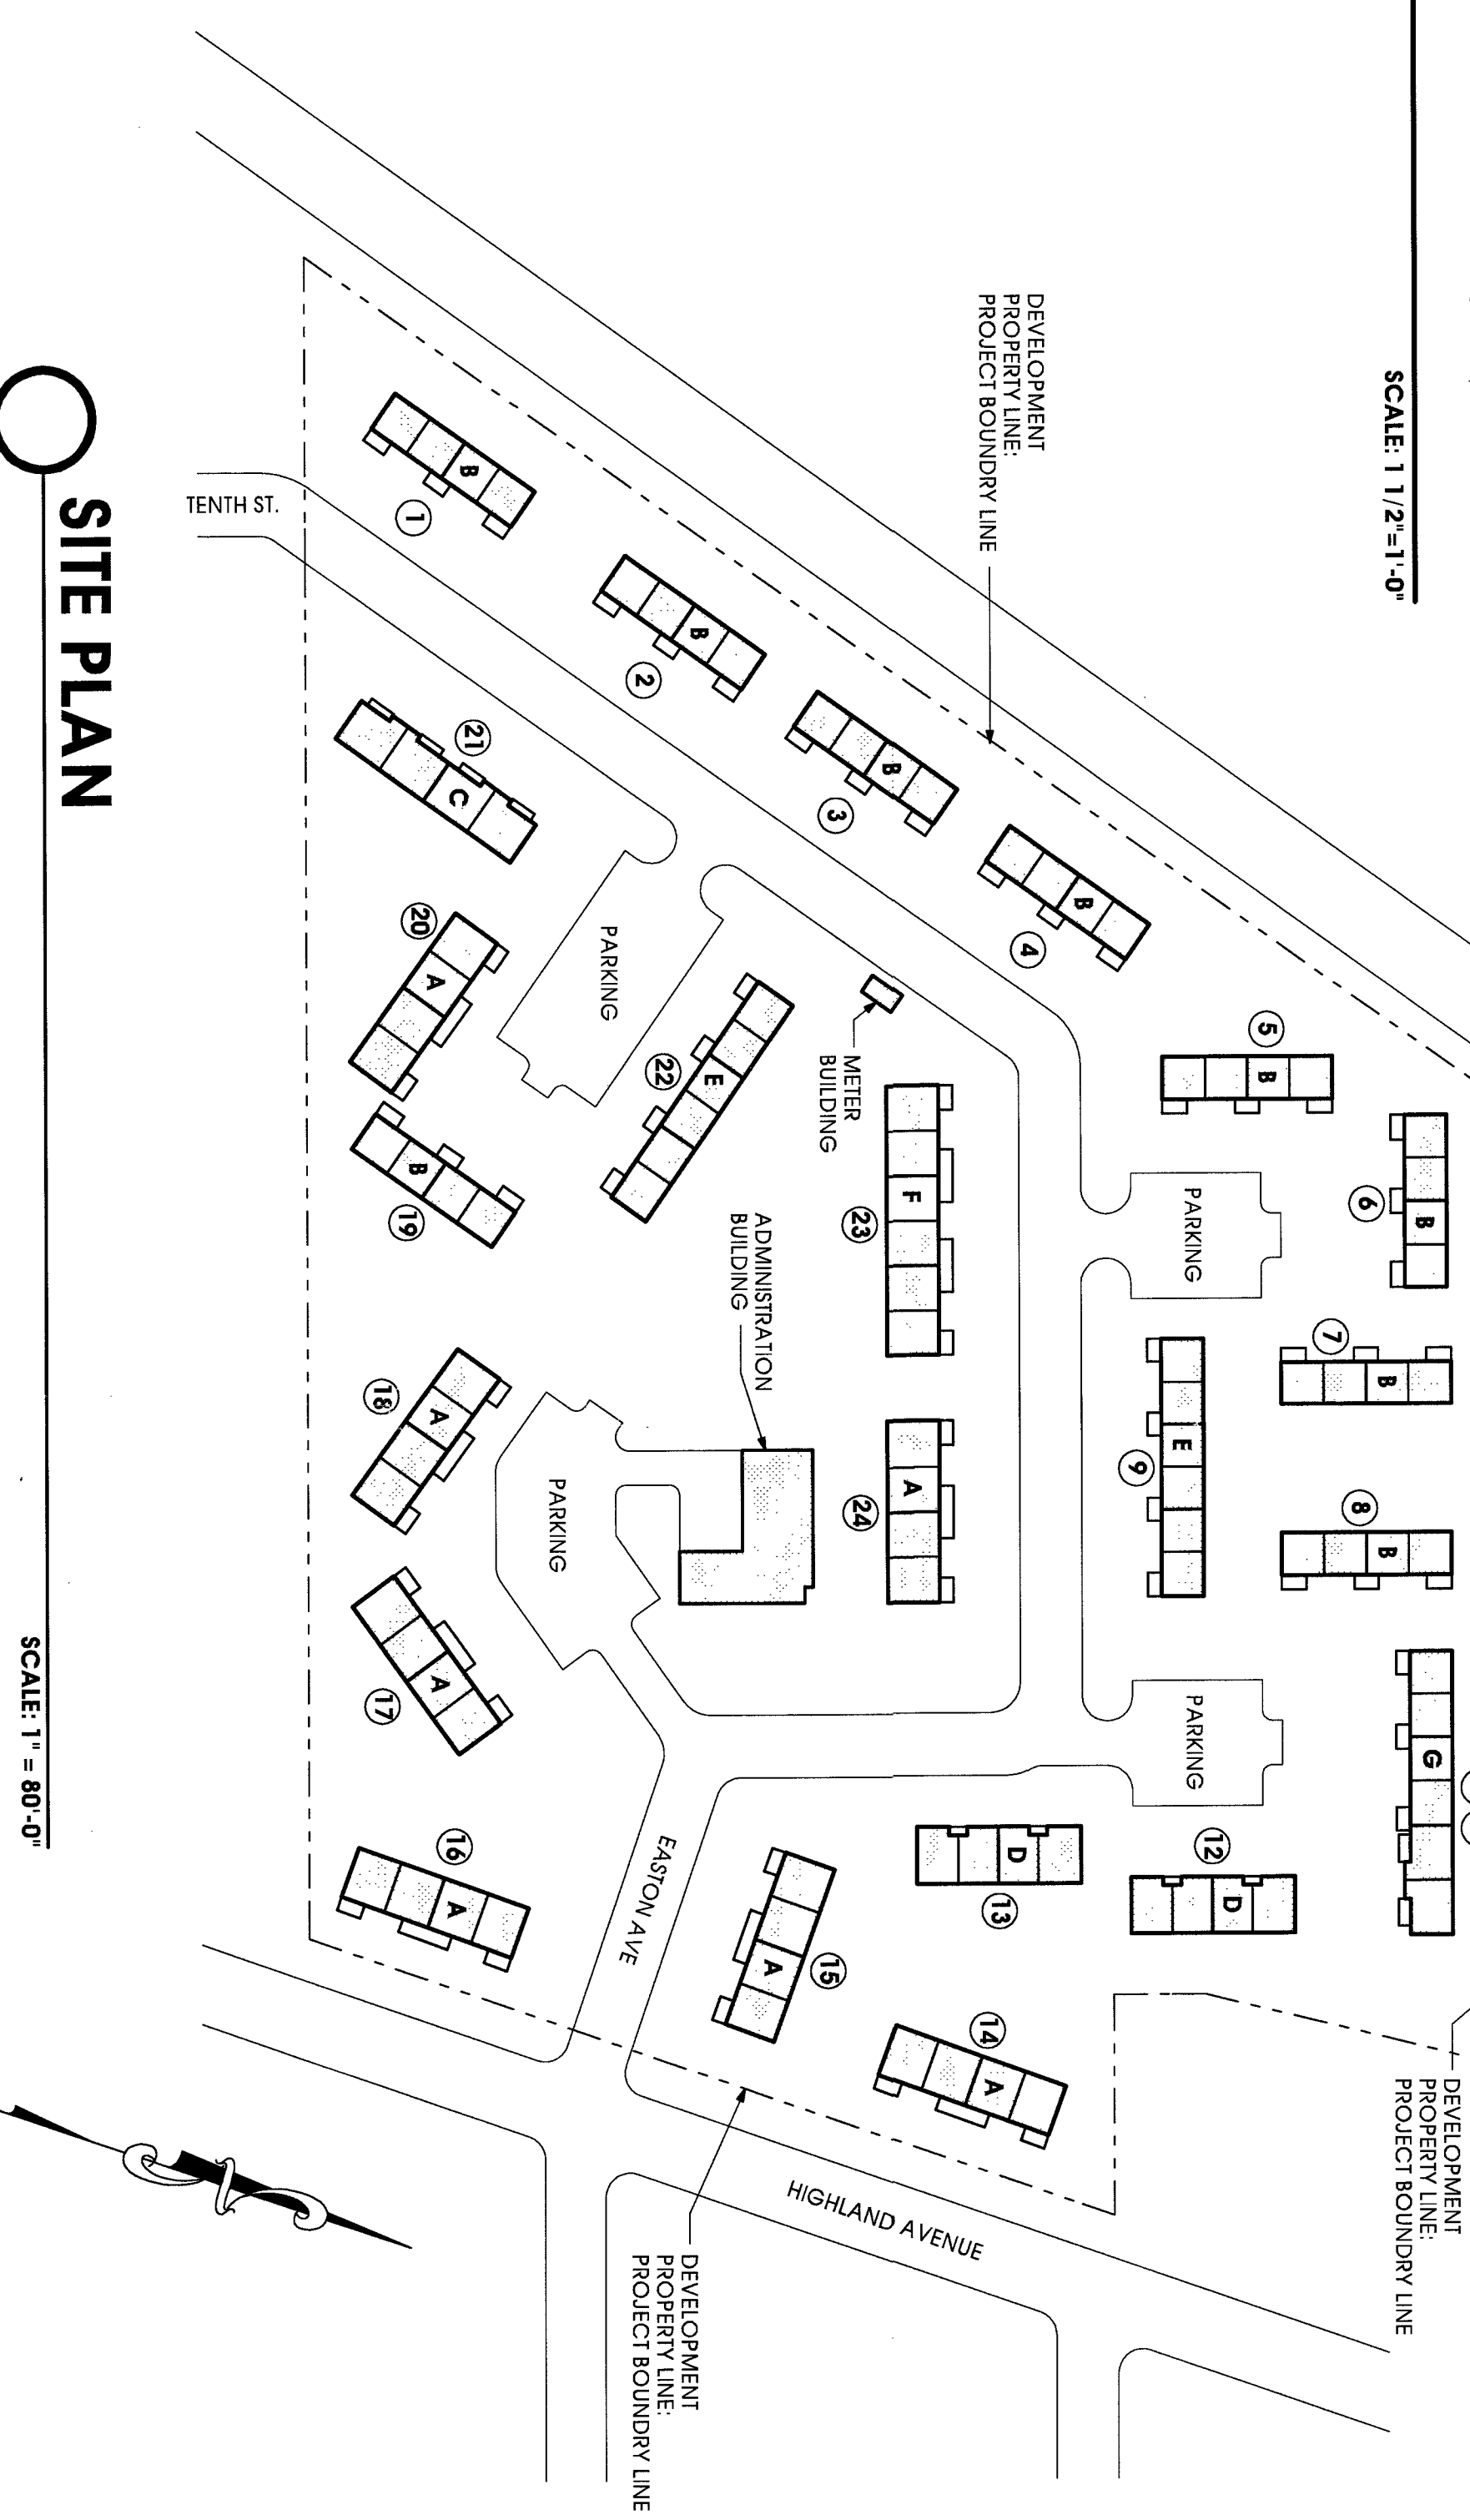 SCALE: 1 1/2"=1'-0"
DEVELOPMENT
PROPERTY LINE:
PROJECT BOUNDRY LINE
B
6
B
7
B
8
G
DEVELOPMENT
PROPERTY LINE:
PROJECT BOUNDRY LINE
5
B
PARKING
E
9
PARKING
12
D
B
4
B
3
METER
BUILDING
F
23
A
24
D
13
14
A
B
2
PARKING
22
E
ADMINISTRATION
BUILDING
15
A
HIGHLAND AVENUE
B
1
21
C
PARKING
EASTON AVE
DEVELOPMENT
PROPERTY LINE:
PROJECT BOUNDRY LINE
TENTH ST.
20
A
B
19
18
A
A
17
16
A
SITE PLAN
SCALE: 1" = 80'-0"